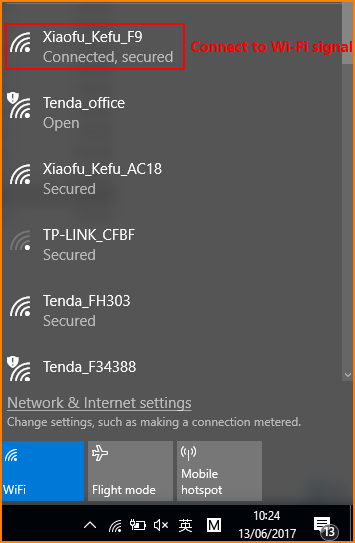 Xiaofu_Kefu_F9
Connected, secured
Connect to Wi-Fi signal
Tenda_office
Open
Xiaofu_Kefu_AC18
Secured
TP-LINK_CFBF
Secured
Tenda_FH303
Secured
Tenda_F34388
Network & Internet settings
Change settings, such as making a connection metered.
WiFi
Flight mode
Mobile
hotspot
英
M
10:24
13/06/2017
13